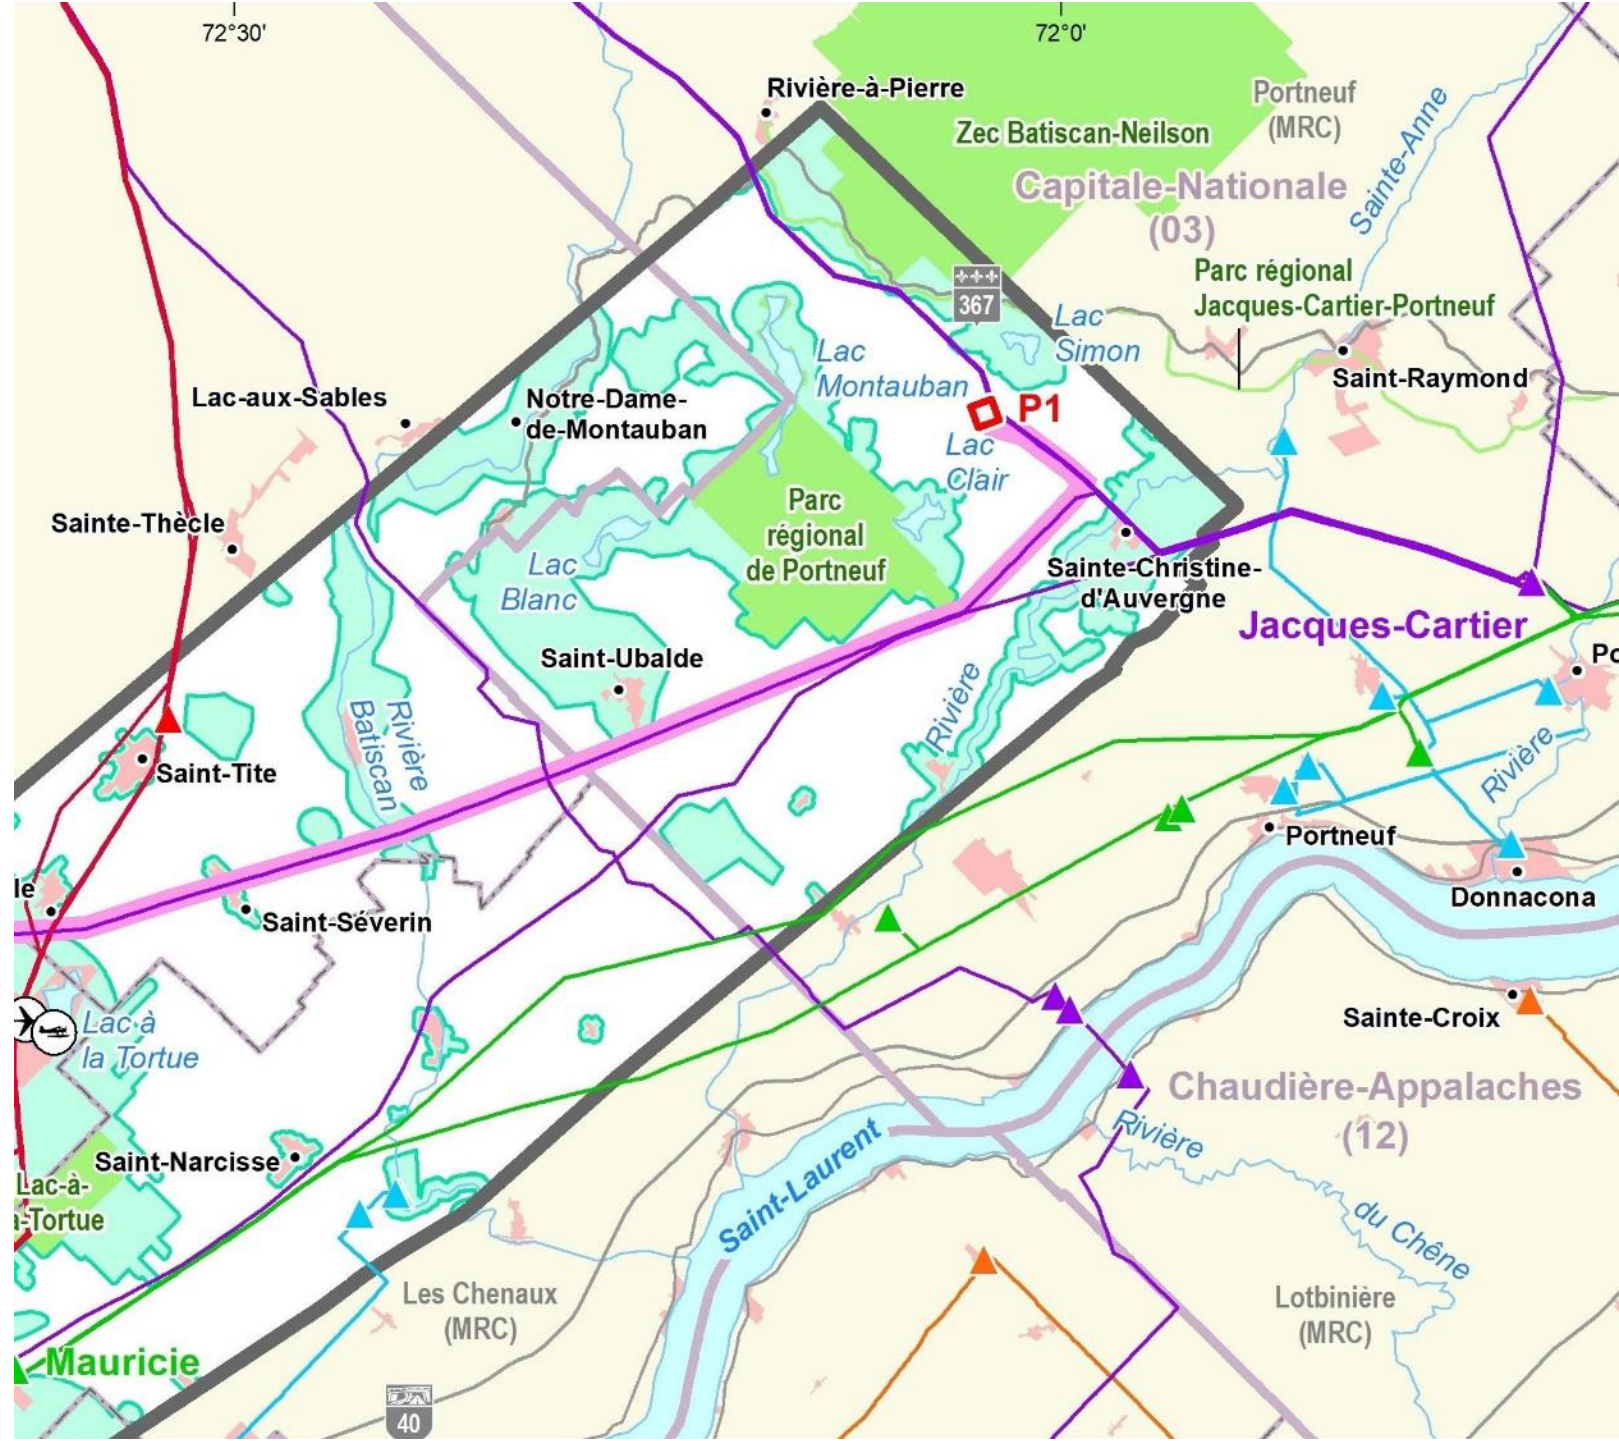 72°30'
72°0'
Rivière-à-Pierre
Portneuf
(MRC)
Zec Batiscan-Neilson
Sainte-Anne
Capitale-Nationale
(03)
Parc régional
Jacques-Cartier-Portneuf
367
Lac
Simon
Lac
Montauban
Saint-Raymond
Lac-aux-Sables
Notre-Dame-
de-Montauban
P1
Lac
Clair
Parc
régional
de Portneuf
Sainte-Thècle
Lac
Blanc
Sainte-Christine-
d'Auvergne
Jacques-Cartier
Po
Saint-Ubalde
Rivière
Rivière
Batiscan
Saint-Tite
Rivière
Portneuf
le
Donnacona
Saint-Séverin
Sainte-Croix
Lac à
la Tortue
Chaudière-Appalaches
(12)
Rivière
du Chêne
Saint-Laurent
Saint-Narcisse
Lac-à-
a-Tortue
Les Chenaux
(MRC)
Lotbinière
(MRC)
Mauricie
40